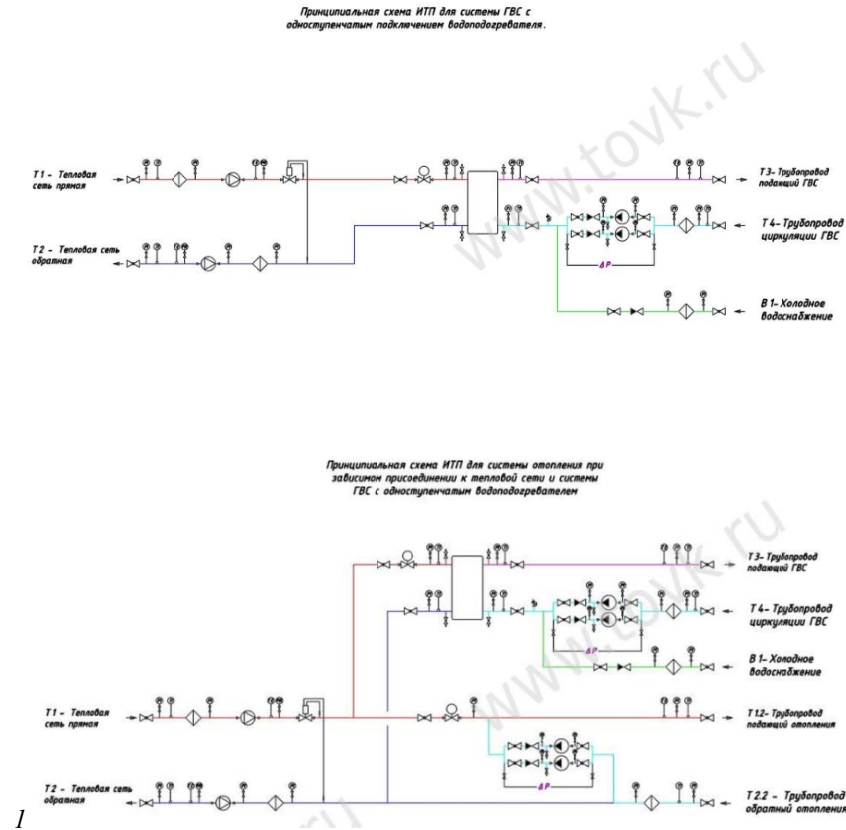 Принципиальная схема ИТП для системы ГВС с
одноступенчатым подключением водоподогревателя.
www.tovk.ru
Т1 - Тепловая
сеть прямая
Т3- Трубопровод
подающий ГВС
Т4-Трубопровод
циркуляции ГВС
Т2 - Тепловая сеть
обратная
ΔР
В1-Холодное
водоснабжение
Принципиальная схема ИТП для системы отопления при
зависимом присоединении к тепловой сети и системы
ГВС с одноступенчатым водоподогревателем
www.tovk.ru
Т3- Трубопровод
подающий ГВС
Т4- Трубопровод
циркуляции ГВС
ΔР
В1-Холодное
водоснабжение
Т1 - Тепловая
сеть прямая
Т1.2- Трубопровод
подающий отопления
ΔР
Т2 - Тепловая сеть
обратная
Т2.2 - Трубопровод
обратный отопления
.ru
1